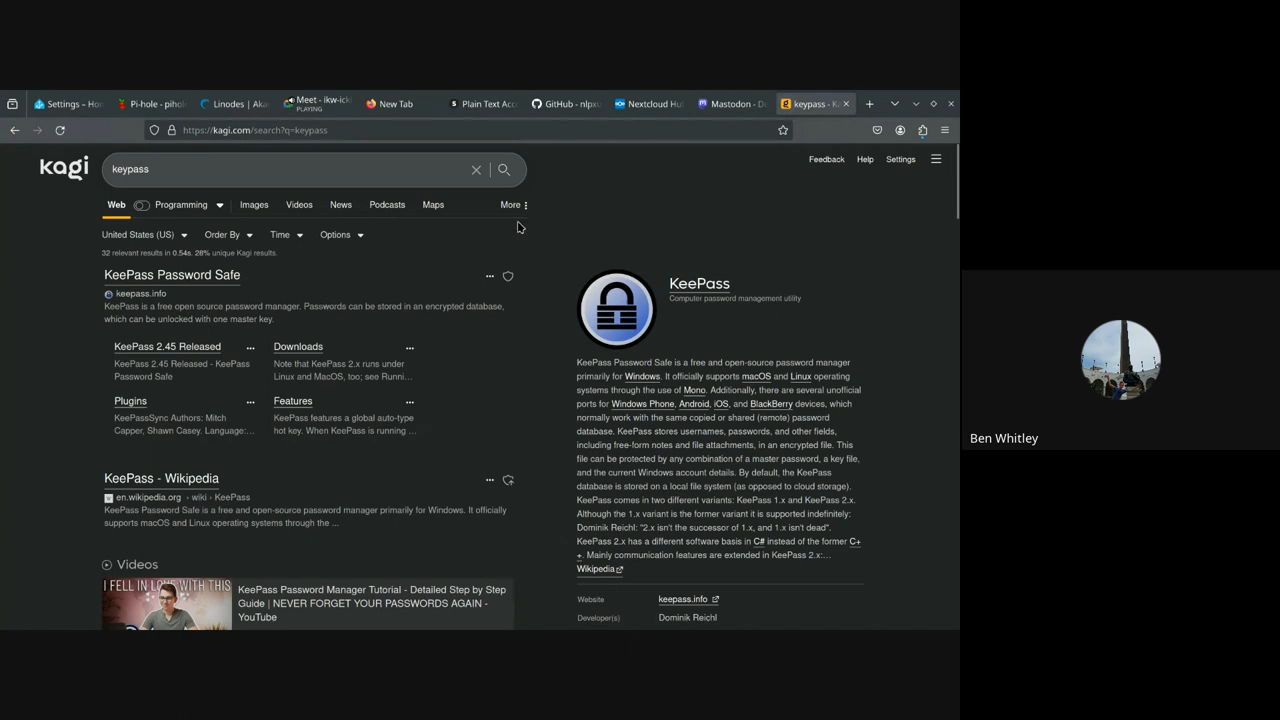 Settings – Hom
Pi-hole - pihole
Linodes | Aka
Meet - ikw-icki
PLAYING
New Tab
Plain Text Acc
GitHub - nlpxu
Nextcloud Hu
Mastodon - D
keypass - K
https://kagi.com/search?q=keypass
kagi
keypass
Feedback
Help
Settings
Web
Programming
Images
Videos
News
Podcasts
Maps
More
United States (US)
Order By
Time
Options
32 relevant results in 0.54s. 28% unique Kagi results.
KeePass Password Safe
keepass.info
KeePass is a free open source password manager. Passwords can be stored in an encrypted database,
which can be unlocked with one master key.
KeePass 2.45 Released
KeePass 2.45 Released - KeePass
Password Safe
Downloads
Note that KeePass 2.x runs under
Linux and MacOS, too; see Runni...
Plugins
KeePassSync Authors: Mitch
Capper, Shawn Casey. Language:...
Features
KeePass features a global auto-type
hot key. When KeePass is running ...
KeePass - Wikipedia
en.wikipedia.org › wiki › KeePass
KeePass Password Safe is a free and open-source password manager primarily for Windows. It officially
supports macOS and Linux operating systems through the ...
Videos
I FELL IN LOVE WITH THIS
KeePass Password Manager Tutorial - Detailed Step by Step
Guide | NEVER FORGET YOUR PASSWORDS AGAIN -
YouTube
KeePass
Computer password management utility
KeePass Password Safe is a free and open-source password manager
primarily for Windows. It officially supports macOS and Linux operating
systems through the use of Mono. Additionally, there are several unofficial
ports for Windows Phone, Android, iOS, and BlackBerry devices, which
normally work with the same copied or shared (remote) password
database. KeePass stores usernames, passwords, and other fields,
including free-form notes and file attachments, in an encrypted file. This
file can be protected by any combination of a master password, a key file,
and the current Windows account details. By default, the KeePass
database is stored on a local file system (as opposed to cloud storage).
KeePass comes in two different variants: KeePass 1.x and KeePass 2.x.
Although the 1.x variant is the former variant it is supported indefinitely:
Dominik Reichl: "2.x isn't the successor of 1.x, and 1.x isn't dead".
KeePass 2.x has a different software basis in C# instead of the former C+
+. Mainly communication features are extended in KeePass 2.x:...
Wikipedia
Website
keepass.info
Developer(s)
Dominik Reichl
Ben Whitley